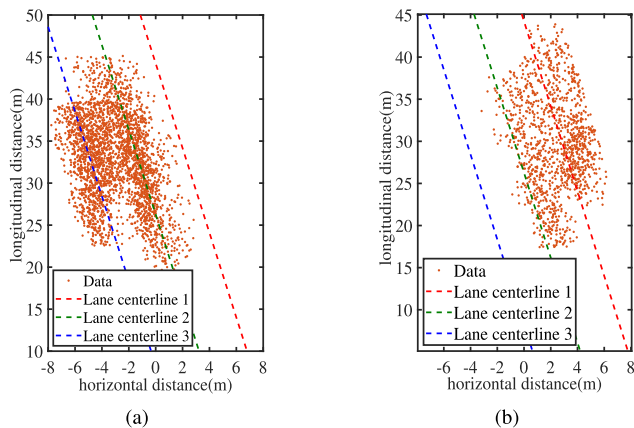 50
45
40
35
30
25
20
15
10
longitudinal distance(m)
Data
Lane centerline 1
Lane centerline 2
Lane centerline 3
-8 -6 -4 -2 0 2 4 6 8
horizontal distance(m)
(a)
45
40
35
30
25
20
15
10
longitudinal distance(m)
Data
Lane centerline 1
Lane centerline 2
Lane centerline 3
-6 -4 -2 0 2 4 6 8
horizontal distance(m)
(b)